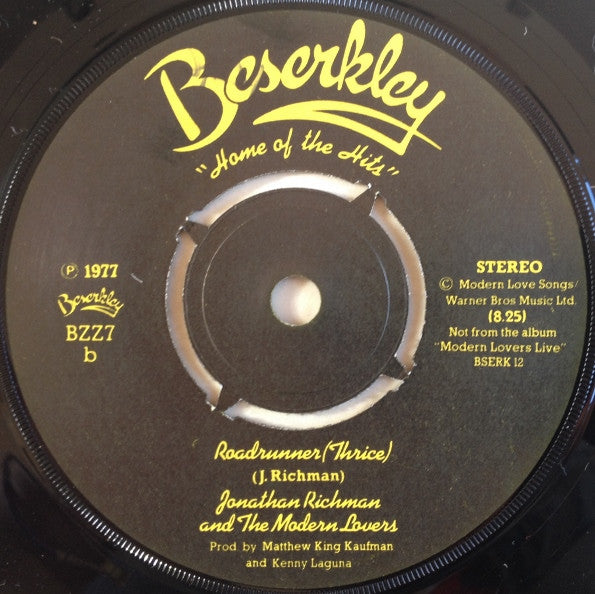 Beserkley
"Home of the Hits"
℗ 1977
Beserkley
BZZ7
b
STEREO
© Modern Love Songs/
Warner Bros Music Ltd.
(8.25)
Not from the album
"Modern Lovers Live"
BSERK 12
Roadrunner (Thrice)
(J. Richman)
Jonathan Richman
and The Modern Lovers
Prod by Matthew King Kaufman
and Kenny Laguna